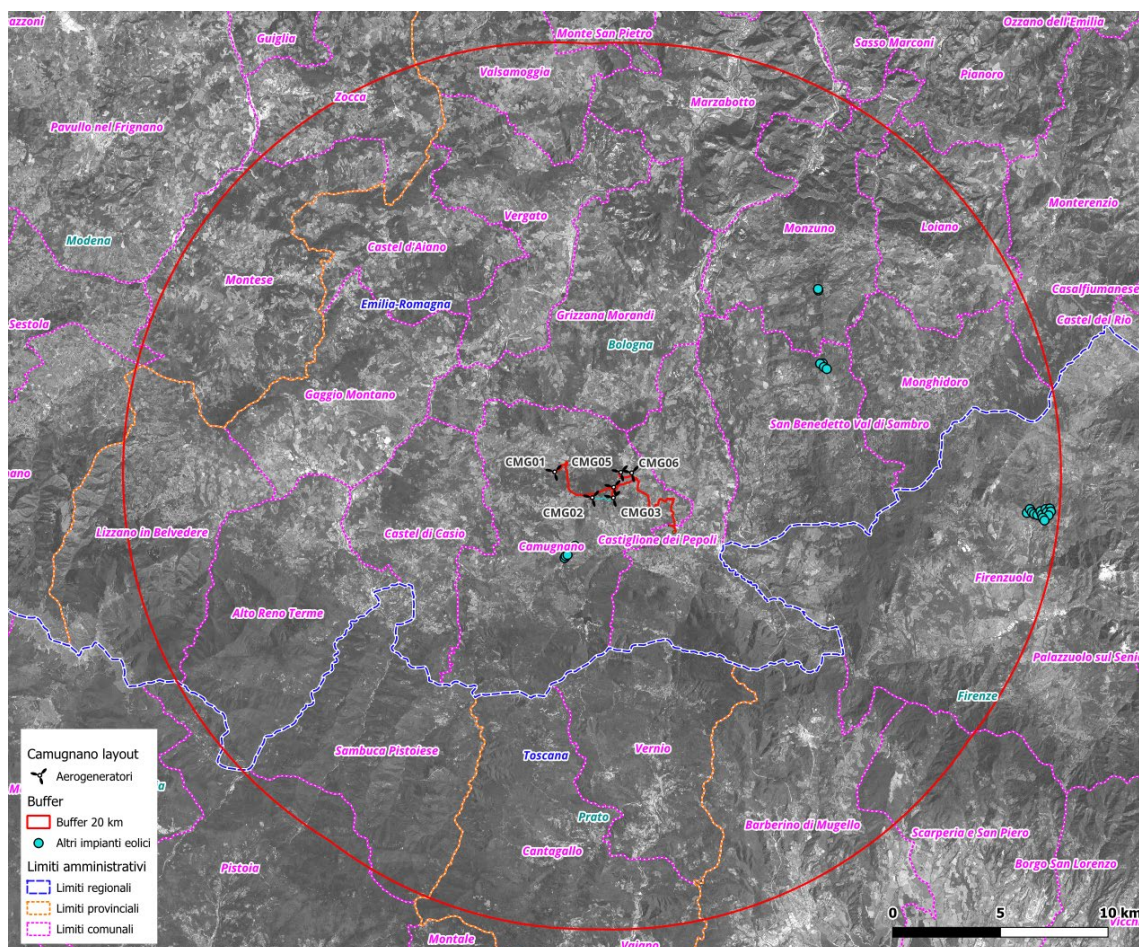 Ozzano dell'Emilia
Guiglia
Monte San Pietro
Sasso Marconi
Valsamoggia
Pianoro
Zocca
Marzabotto
Pavullo nel Frignano
Monterenzio
Vergato
Monzuno
Loiano
Modena
Castel d'Aiano
Montese
Casalfiumanese
Emilia-Romagna
Grizzana Morandi
Castel del Rio
Sestola
Bologna
Monghidoro
Gaggio Montano
San Benedetto Val di Sambro
CMG01
CMG05
CMG06
CMG02
CMG03
Lizzano in Belvedere
Castel di Casio
Camugnano
Castiglione dei Pepoli
Firenzuola
Alto Reno Terme
Palazzuolo sul Senio
Firenze
Sambuca Pistoiese
Toscana
Vernio
Prato
Barberino di Mugello
Scarperia e San Piero
Cantagallo
Pistoia
Borgo San Lorenzo
Montale
Vaiano
Camugnano layout
Aerogeneratori
Buffer
Buffer 20 km
Altri impianti eolici
Limiti amministrativi
Limiti regionali
Limiti provinciali
Limiti comunali
0 5 10 km